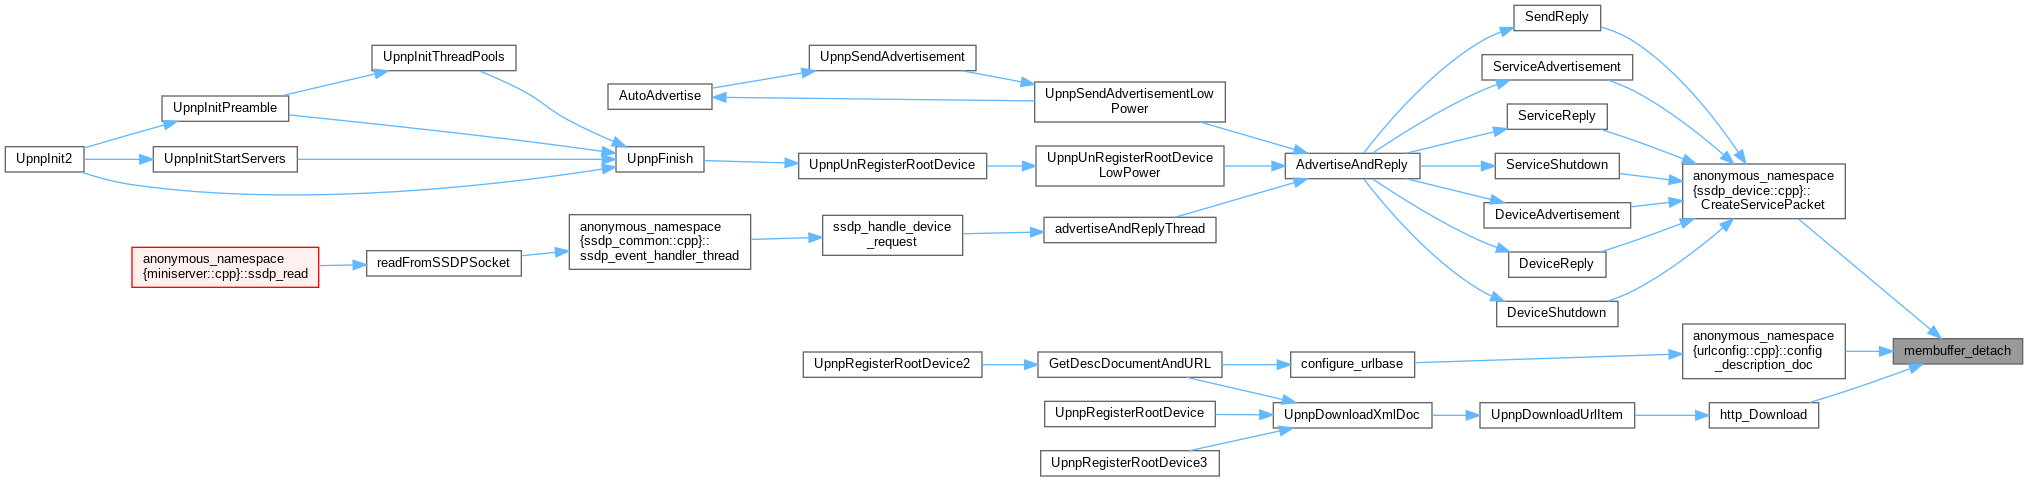 SendReply
UpnpInitThreadPools
UpnpSendAdvertisement
ServiceAdvertisement
AutoAdvertise
UpnpSendAdvertisementLow
Power
UpnpInitPreamble
ServiceReply
UpnpInit2
UpnpInitStartServers
UpnpFinish
UpnpUnRegisterRootDevice
UpnpUnRegisterRootDevice
LowPower
AdvertiseAndReply
ServiceShutdown
anonymous_namespace
{ssdp_device::cpp}::
CreateServicePacket
DeviceAdvertisement
anonymous_namespace
{ssdp_common::cpp}::
ssdp_event_handler_thread
ssdp_handle_device
_request
advertiseAndReplyThread
anonymous_namespace
{miniserver::cpp}::ssdp_read
readFromSSDPSocket
DeviceReply
DeviceShutdown
anonymous_namespace
{urlconfig::cpp}::config
_description_doc
membuffer_detach
UpnpRegisterRootDevice2
GetDescDocumentAndURL
configure_urlbase
UpnpRegisterRootDevice
UpnpDownloadXmlDoc
UpnpDownloadUrlItem
http_Download
UpnpRegisterRootDevice3